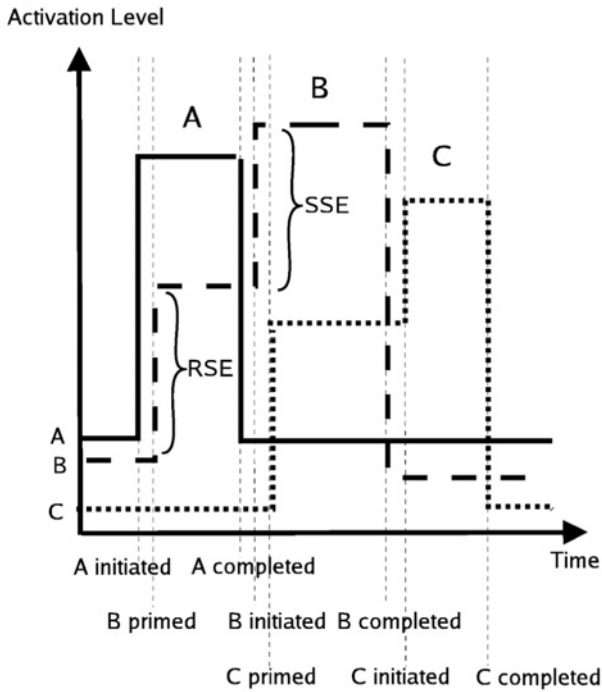 Activation Level
B
A
C
SSE
RSE
A
B
C
Time
A initiated A completed
B primed B initiated B completed
C primed C initiated C completed